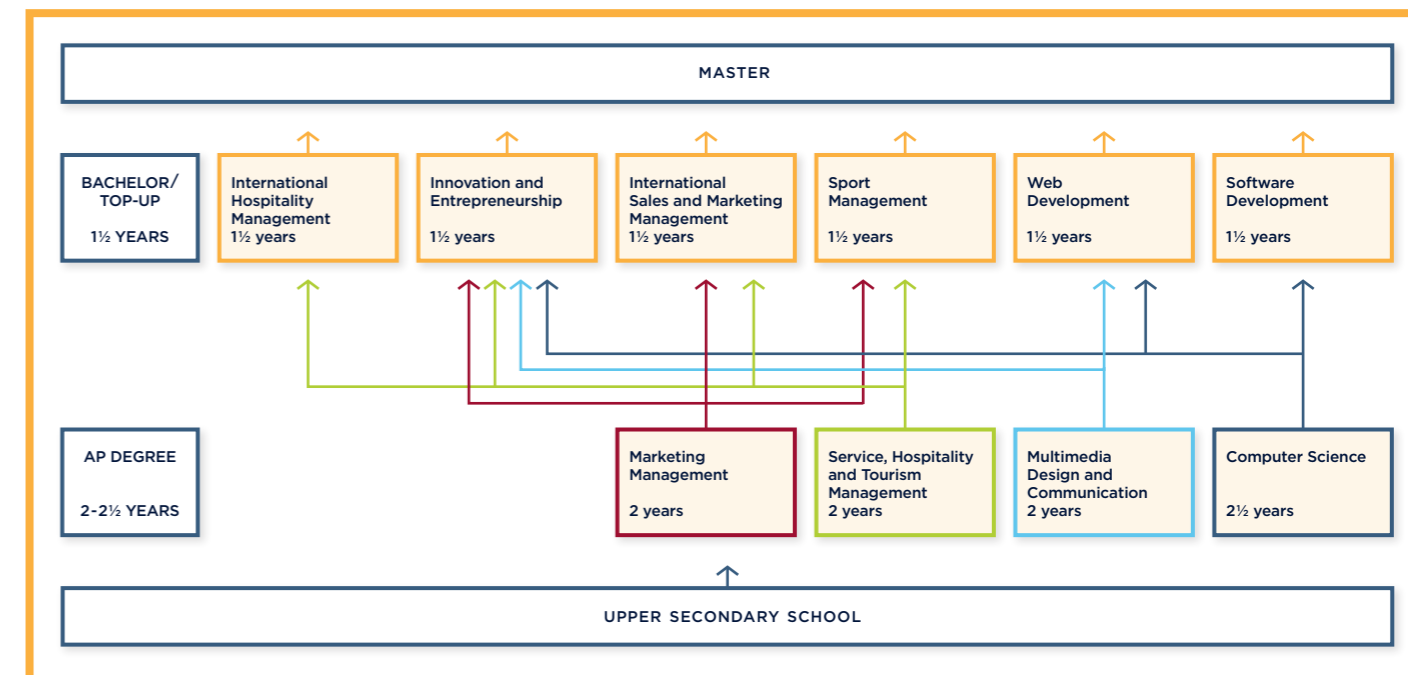 MASTER
BACHELOR/
TOP-UP
1½ YEARS
International
Hospitality
Management
1½ years
Innovation and
Entrepreneurship
1½ years
International
Sales and Marketing
Management
1½ years
Sport
Management
1½ years
Web
Development
1½ years
Software
Development
1½ years
AP DEGREE
2-2½ YEARS
Marketing
Management
2 years
Service, Hospitality
and Tourism
Management
2 years
Multimedia
Design and
Communication
2 years
Computer Science
2½ years
UPPER SECONDARY SCHOOL